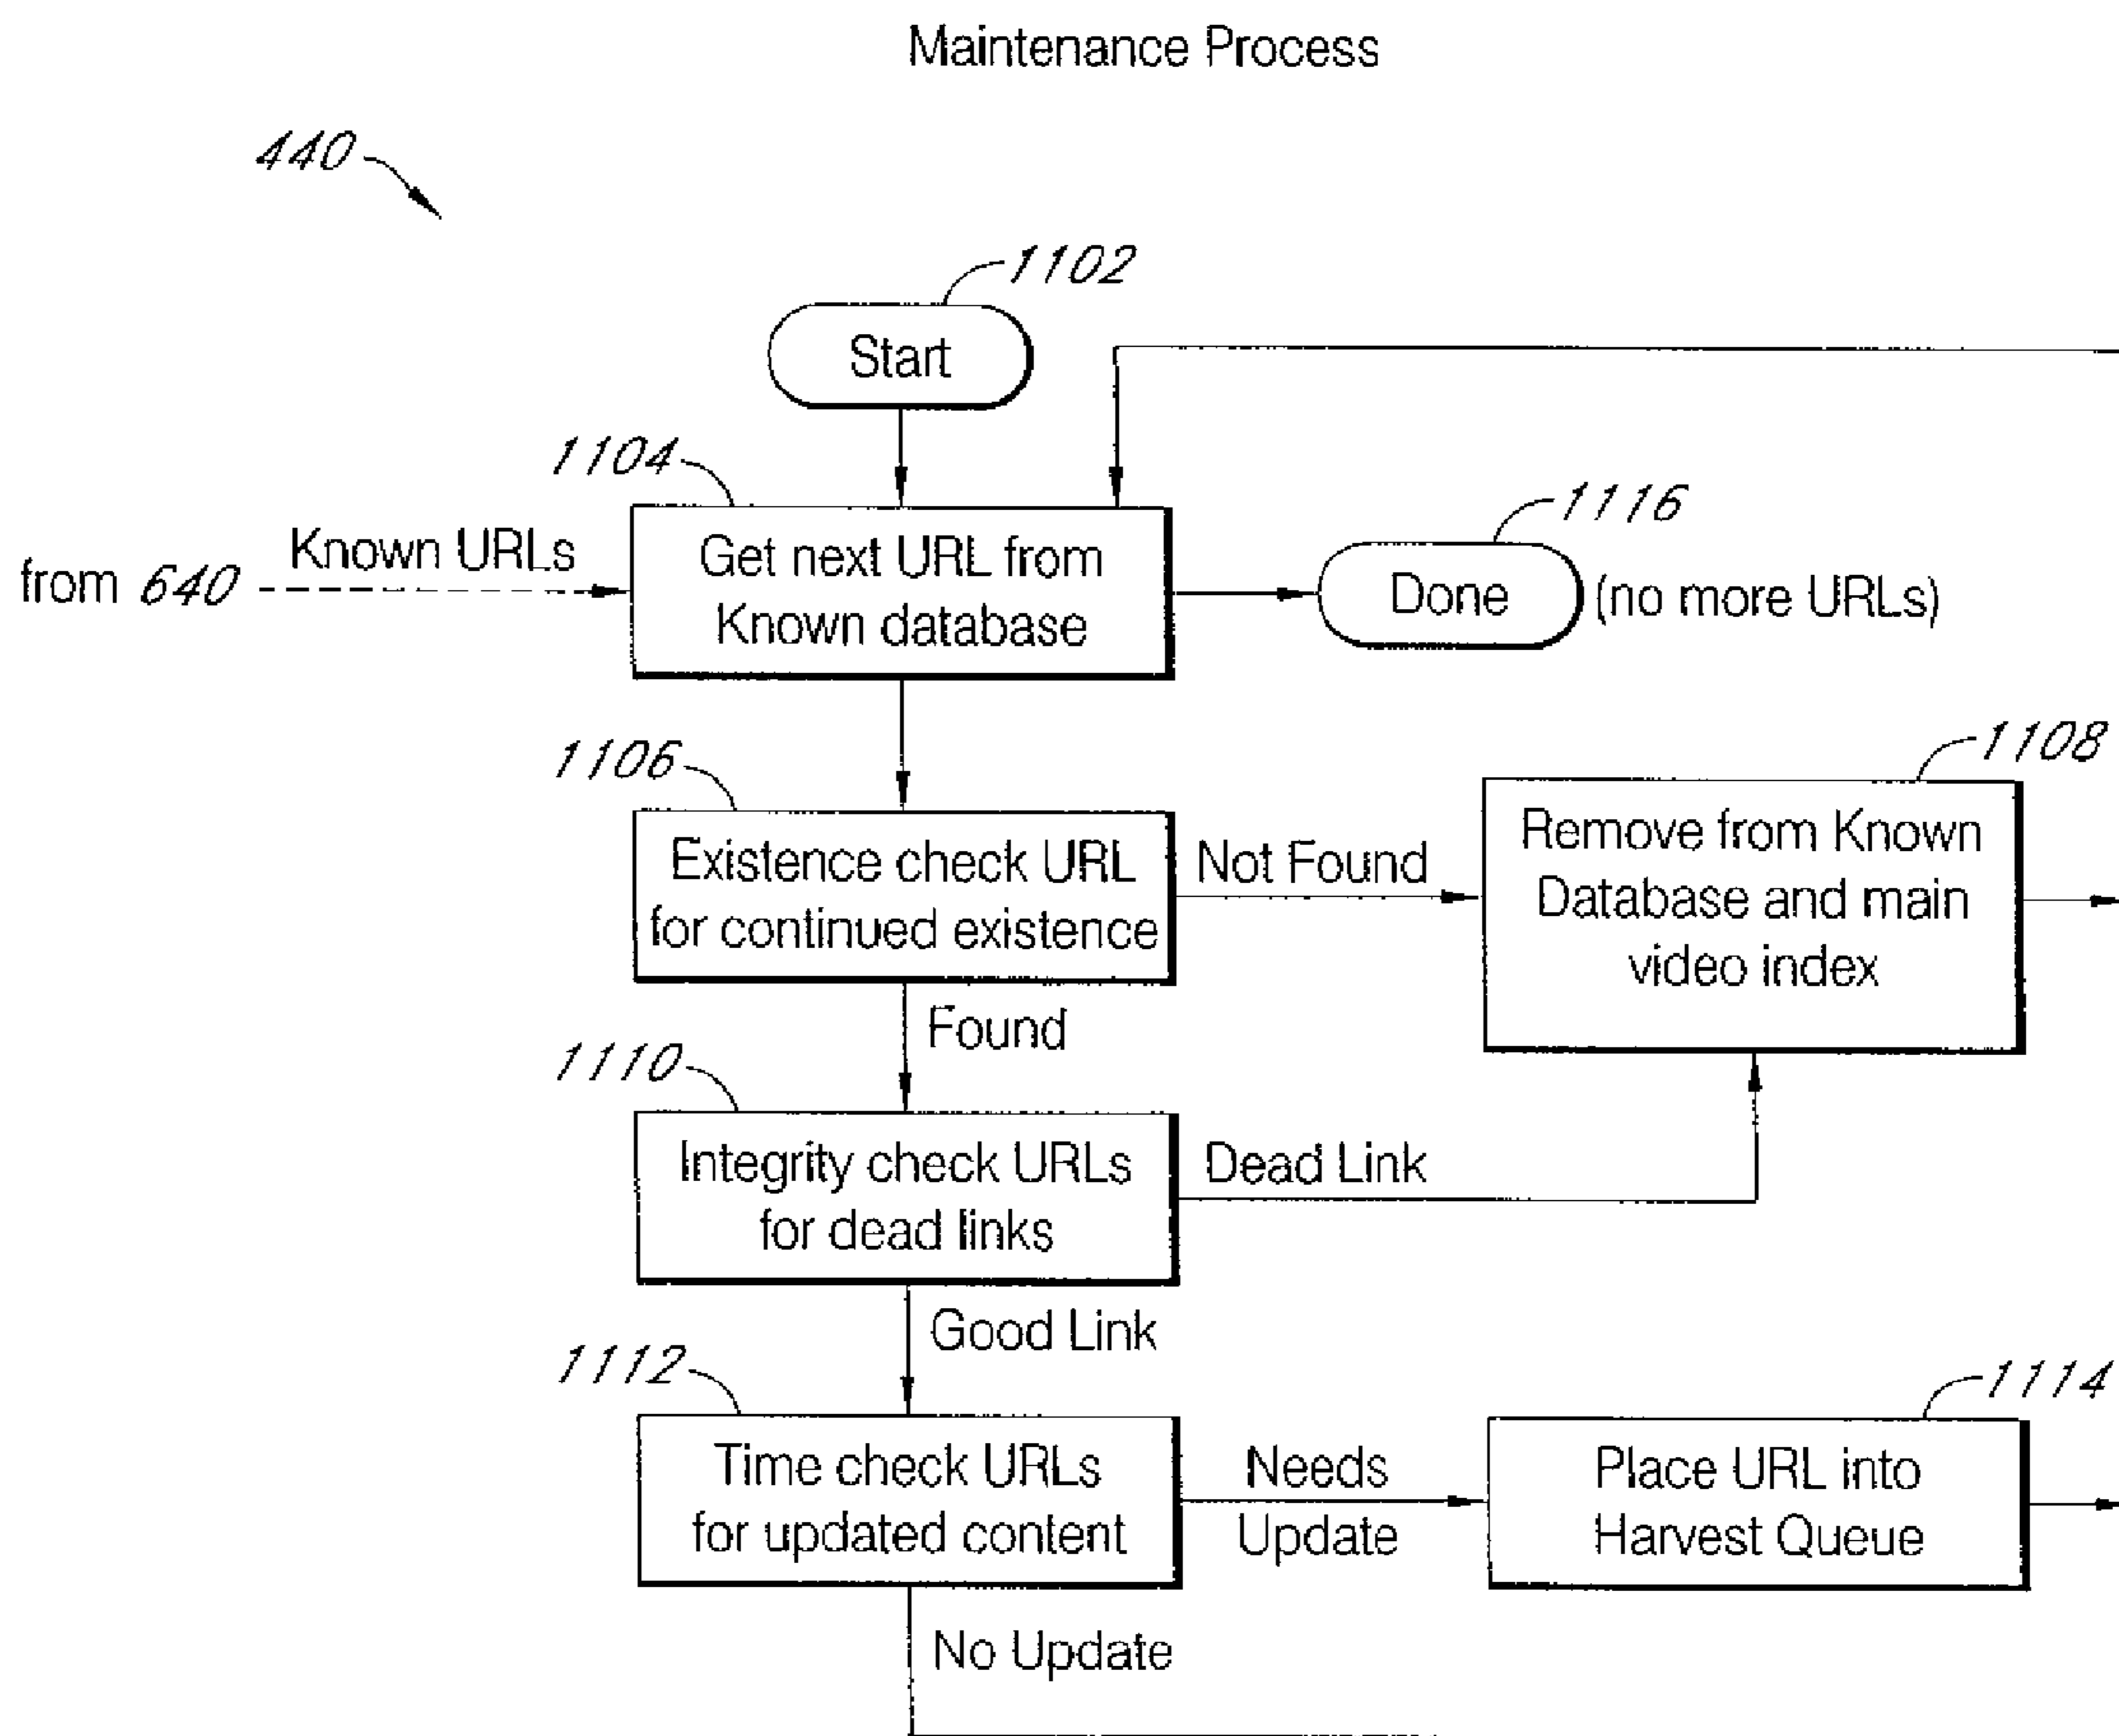 Maintenance Process
440
1102
Start
1104
1116
from 640
Known URLs
Get next URL from
Known database
Done
(no more URLs)
1106
1108
Existence check URL
for continued existence
Not Found
Remove from Known
Database and main
video index
Found
1110
Integrity check URLs
for dead links
Dead Link
Good Link
1112
1114
Time check URLs
for updated content
Needs
Update
Place URL into
Harvest Queue
No Update